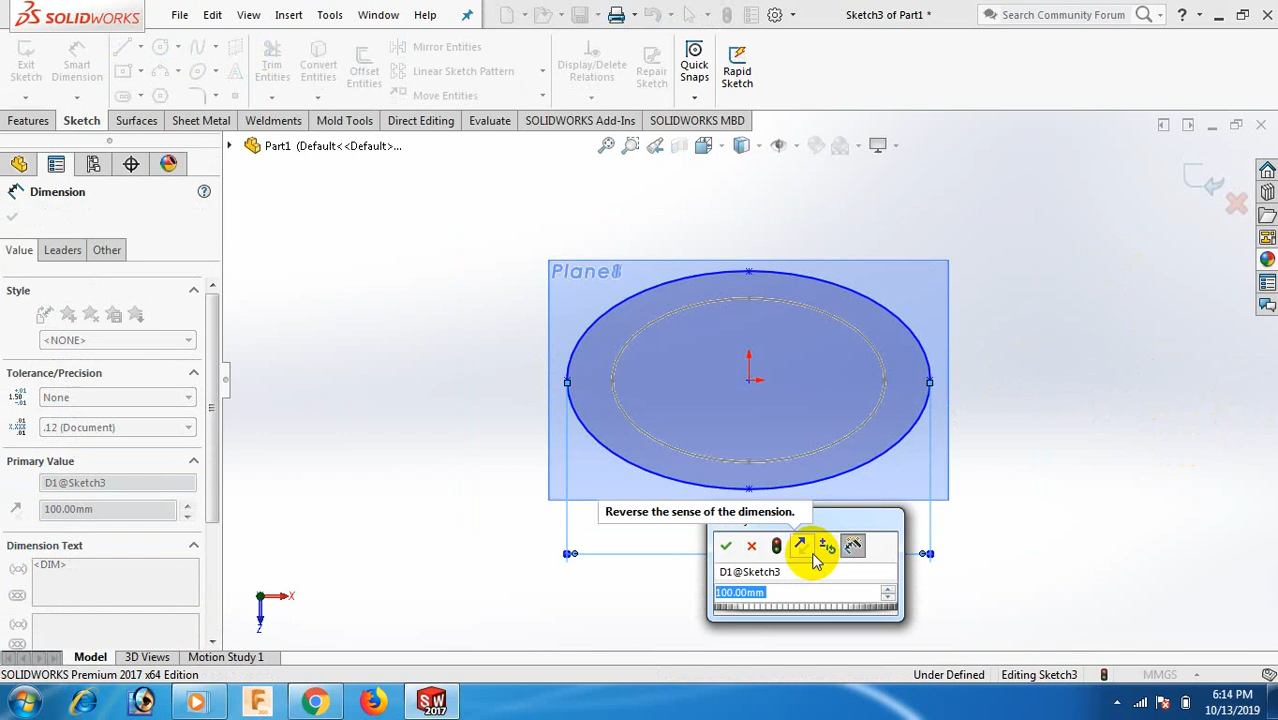 SOLIDWORKS File Edit View Insert Tools Window Help Sketch3 of Part1 * Search Community Forum ?
Exit Sketch
Smart Dimension
Trim Entities
Convert Entities
Offset Entities
Mirror Entities
Linear Sketch Pattern
Move Entities
Display/Delete Relations
Repair Sketch
Quick Snaps
Rapid Sketch
Features Sketch Surfaces Sheet Metal Weldments Mold Tools Direct Editing Evaluate SOLIDWORKS Add-Ins SOLIDWORKS MBD
Part1 (Default<<Default>...
Dimension
Value Leaders Other
Style
<NONE>
Tolerance/Precision
None
.12 (Document)
Primary Value
D1@Sketch3
100.00mm
Dimension Text
<DIM>
Reverse the sense of the dimension.
D1@Sketch3
100.00mm
X
Z
Model 3D Views Motion Study 1
SOLIDWORKS Premium 2017 x64 Edition Under Defined Editing Sketch3 MMGS
6:14 PM
10/13/2019